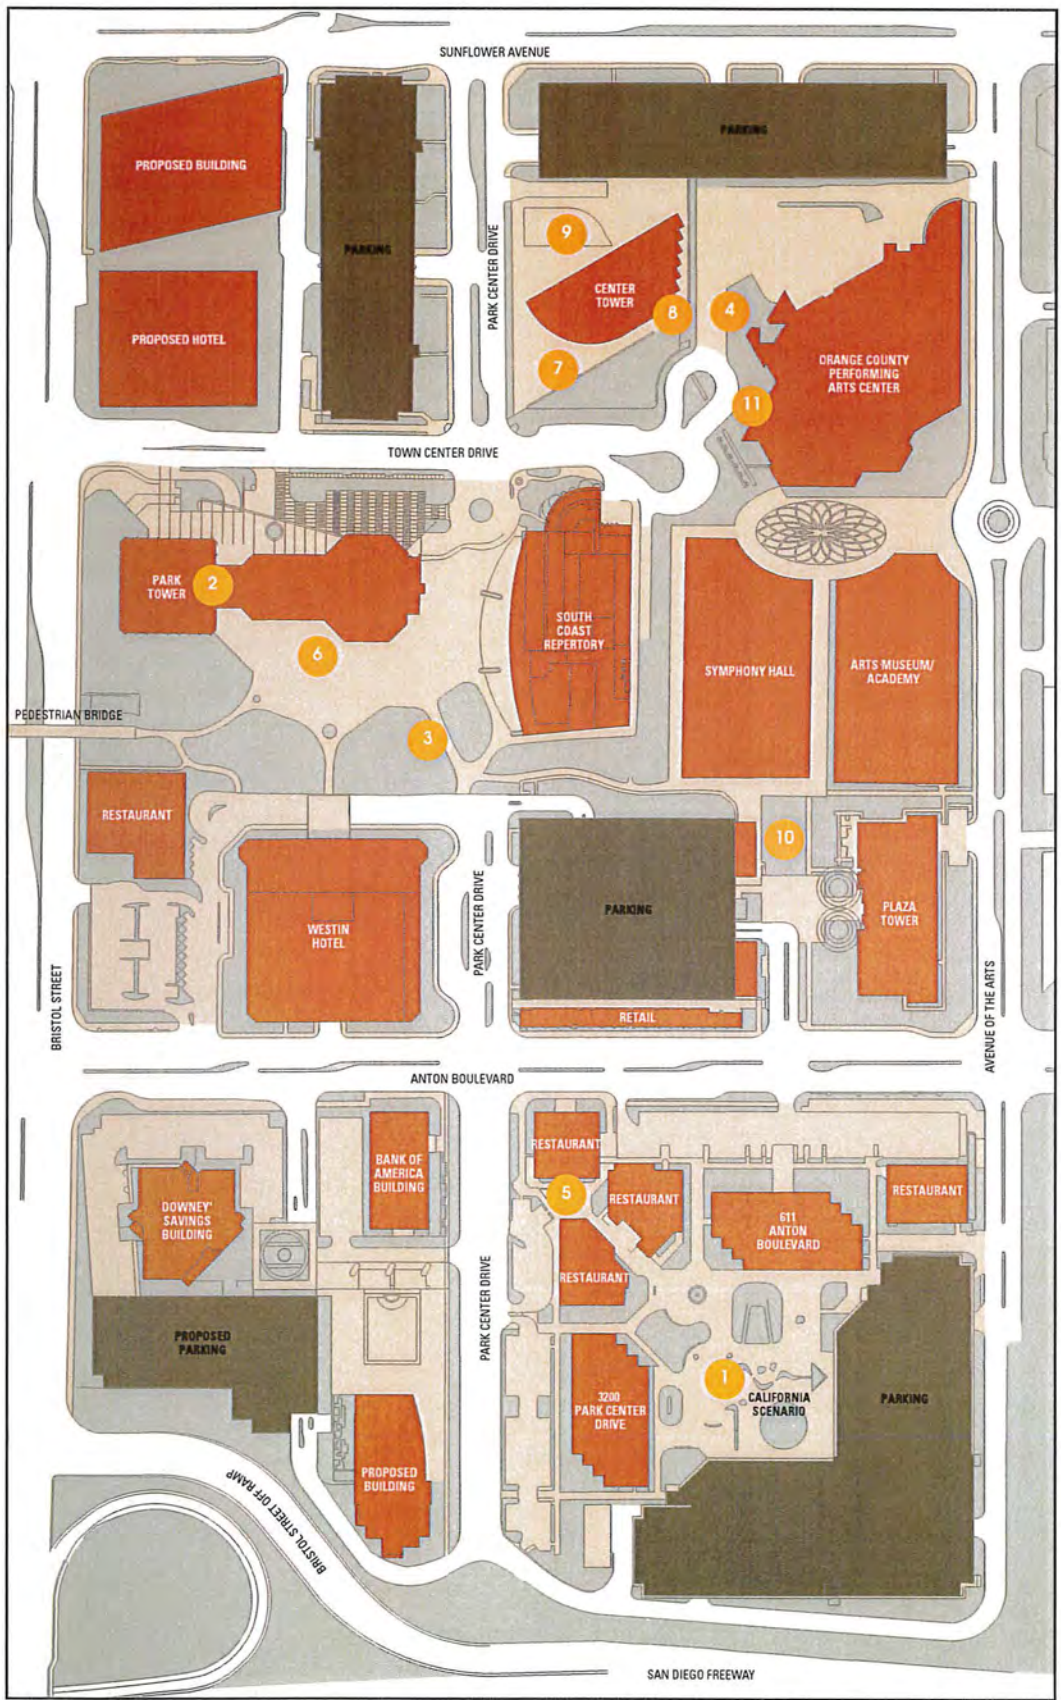 SUNFLOWER AVENUE
PARKING
PROPOSED BUILDING
9
PARKING
PARK CENTER DRIVE
CENTER
TOWER
8
4
PROPOSED HOTEL
7
ORANGE COUNTY
PERFORMING
ARTS CENTER
11
TOWN CENTER DRIVE
PARK
TOWER
2
SOUTH
COAST
REPERTORY
6
SYMPHONY HALL
ARTS MUSEUM/
ACADEMY
PEDESTRIAN BRIDGE
3
RESTAURANT
10
PARK CENTER DRIVE
PARKING
PLAZA
TOWER
WESTIN
HOTEL
BRISTOL STREET
AVENUE OF THE ARTS
RETAIL
ANTON BOULEVARD
RESTAURANT
BANK OF
AMERICA
BUILDING
5
RESTAURANT
RESTAURANT
DOWNEY'
SAVINGS
BUILDING
611
ANTON
BOULEVARD
RESTAURANT
PARK CENTER DRIVE
PROPOSED
PARKING
1
CALIFORNIA
SCENARIO
3200
PARK CENTER
DRIVE
PARKING
PROPOSED
BUILDING
BRISTOL STREET OFF RAMP
SAN DIEGO FREEWAY